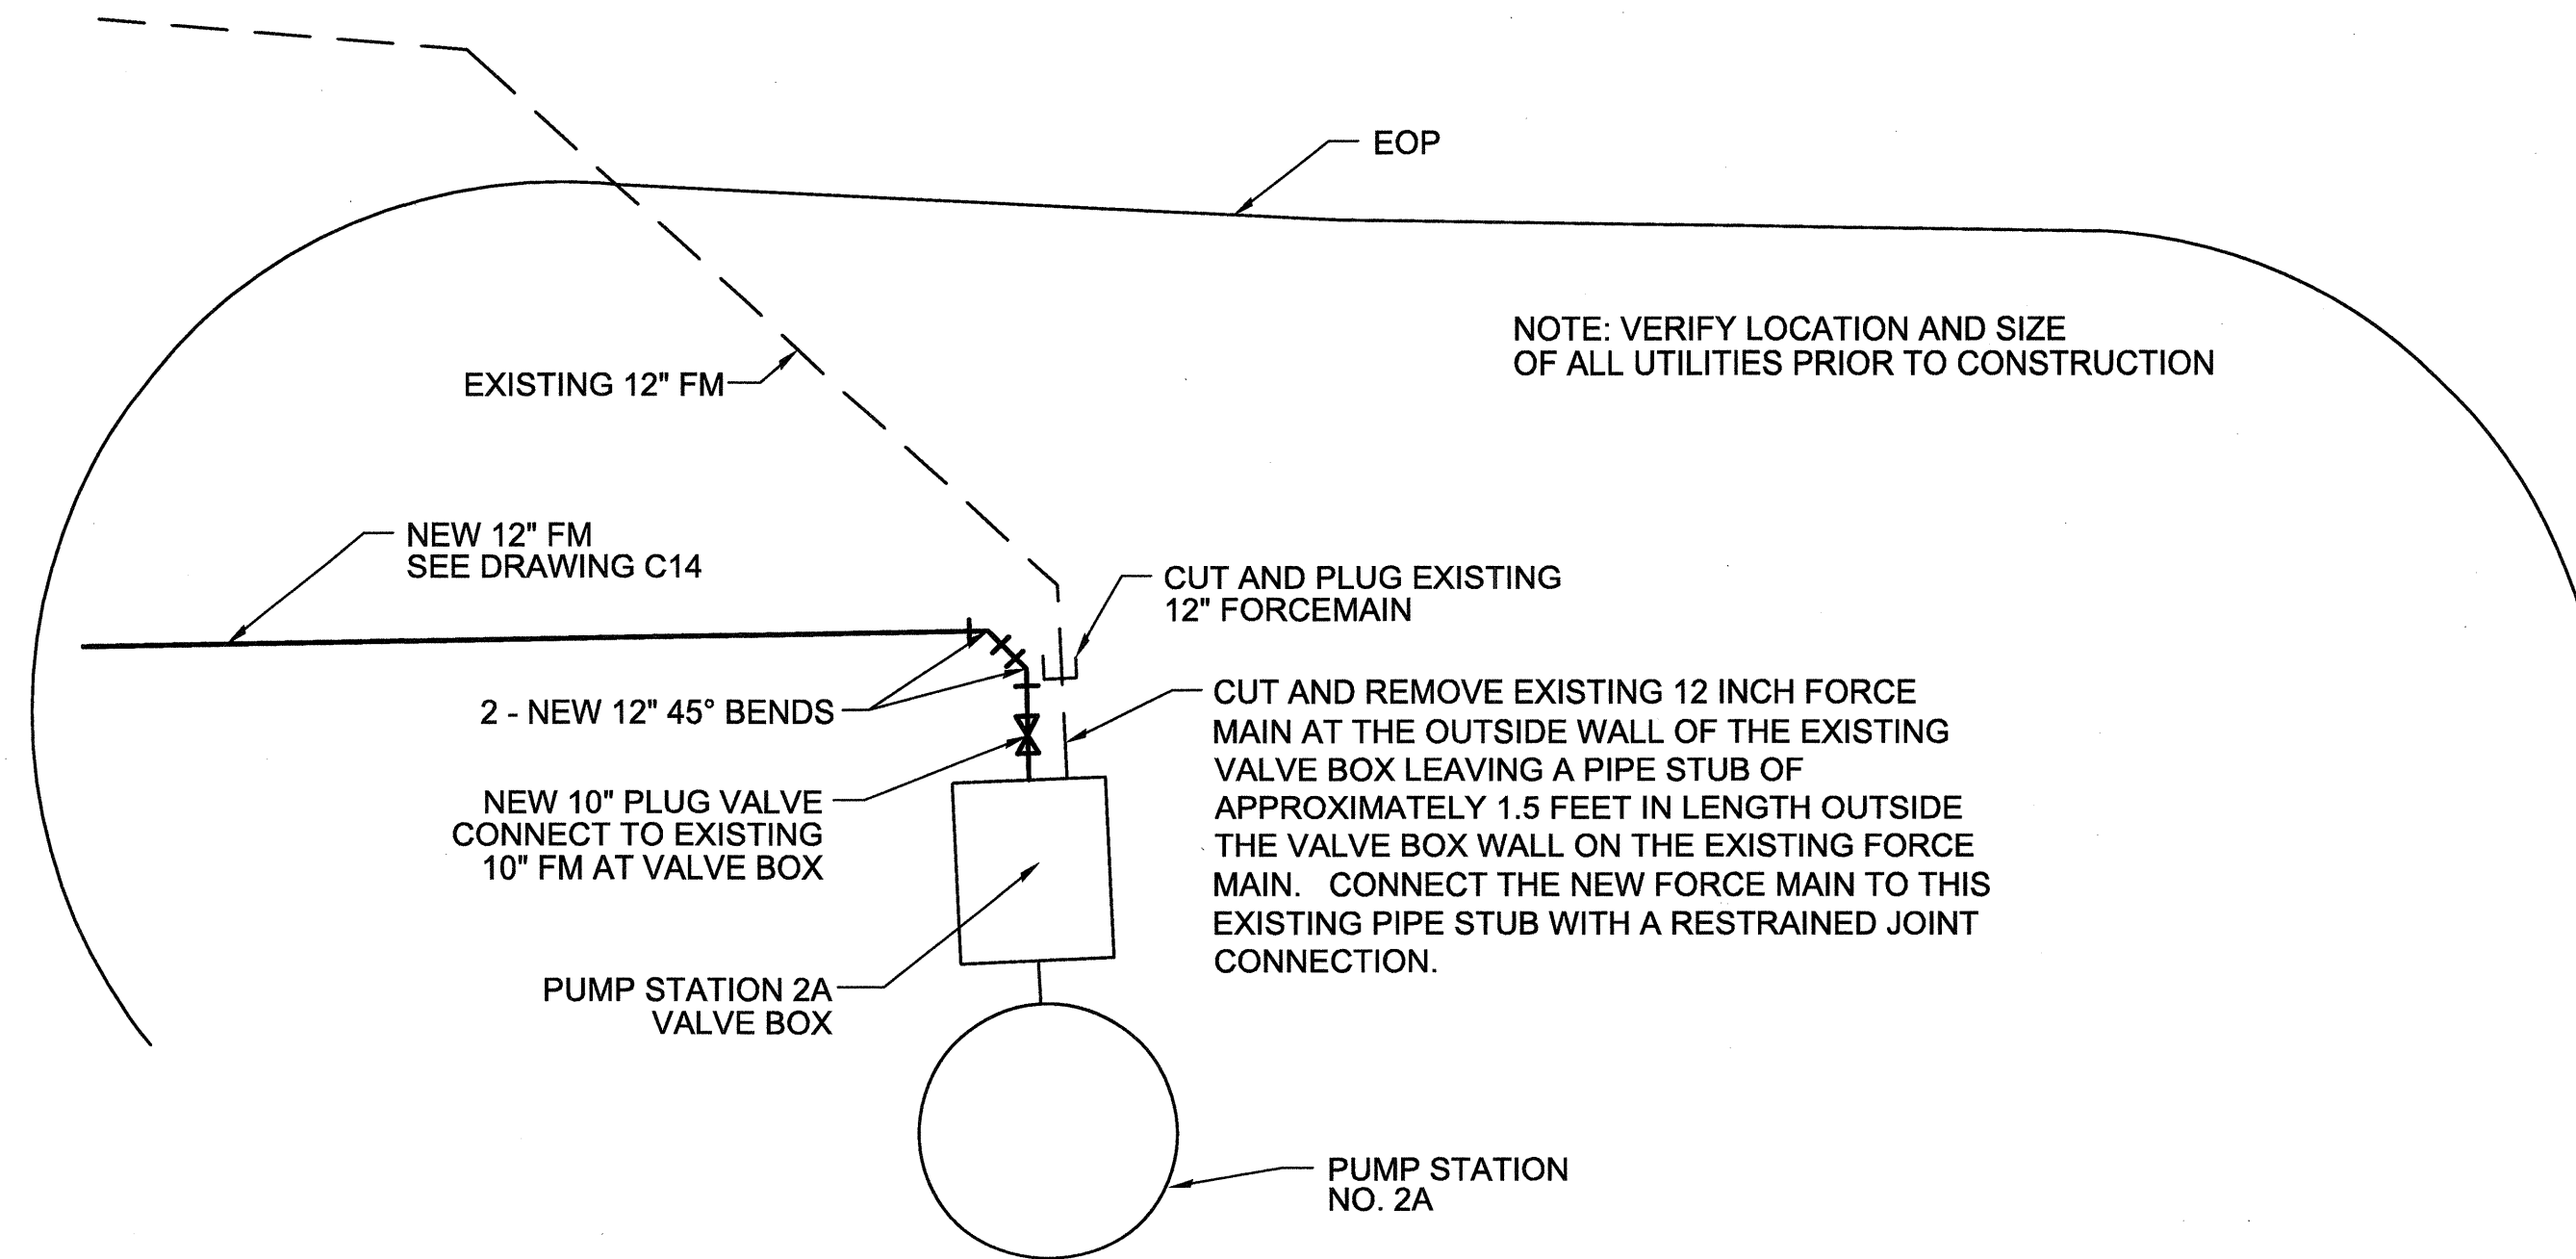 EOP
NOTE: VERIFY LOCATION AND SIZE
OF ALL UTILITIES PRIOR TO CONSTRUCTION
EXISTING 12" FM
NEW 12" FM
SEE DRAWING C14
CUT AND PLUG EXISTING
12" FORCEMAIN
2 - NEW 12" 45° BENDS
CUT AND REMOVE EXISTING 12 INCH FORCE
MAIN AT THE OUTSIDE WALL OF THE EXISTING
VALVE BOX LEAVING A PIPE STUB OF
APPROXIMATELY 1.5 FEET IN LENGTH OUTSIDE
THE VALVE BOX WALL ON THE EXISTING FORCE
MAIN. CONNECT THE NEW FORCE MAIN TO THIS
EXISTING PIPE STUB WITH A RESTRAINED JOINT
CONNECTION.
NEW 10" PLUG VALVE
CONNECT TO EXISTING
10" FM AT VALVE BOX
PUMP STATION 2A
VALVE BOX
PUMP STATION
NO. 2A